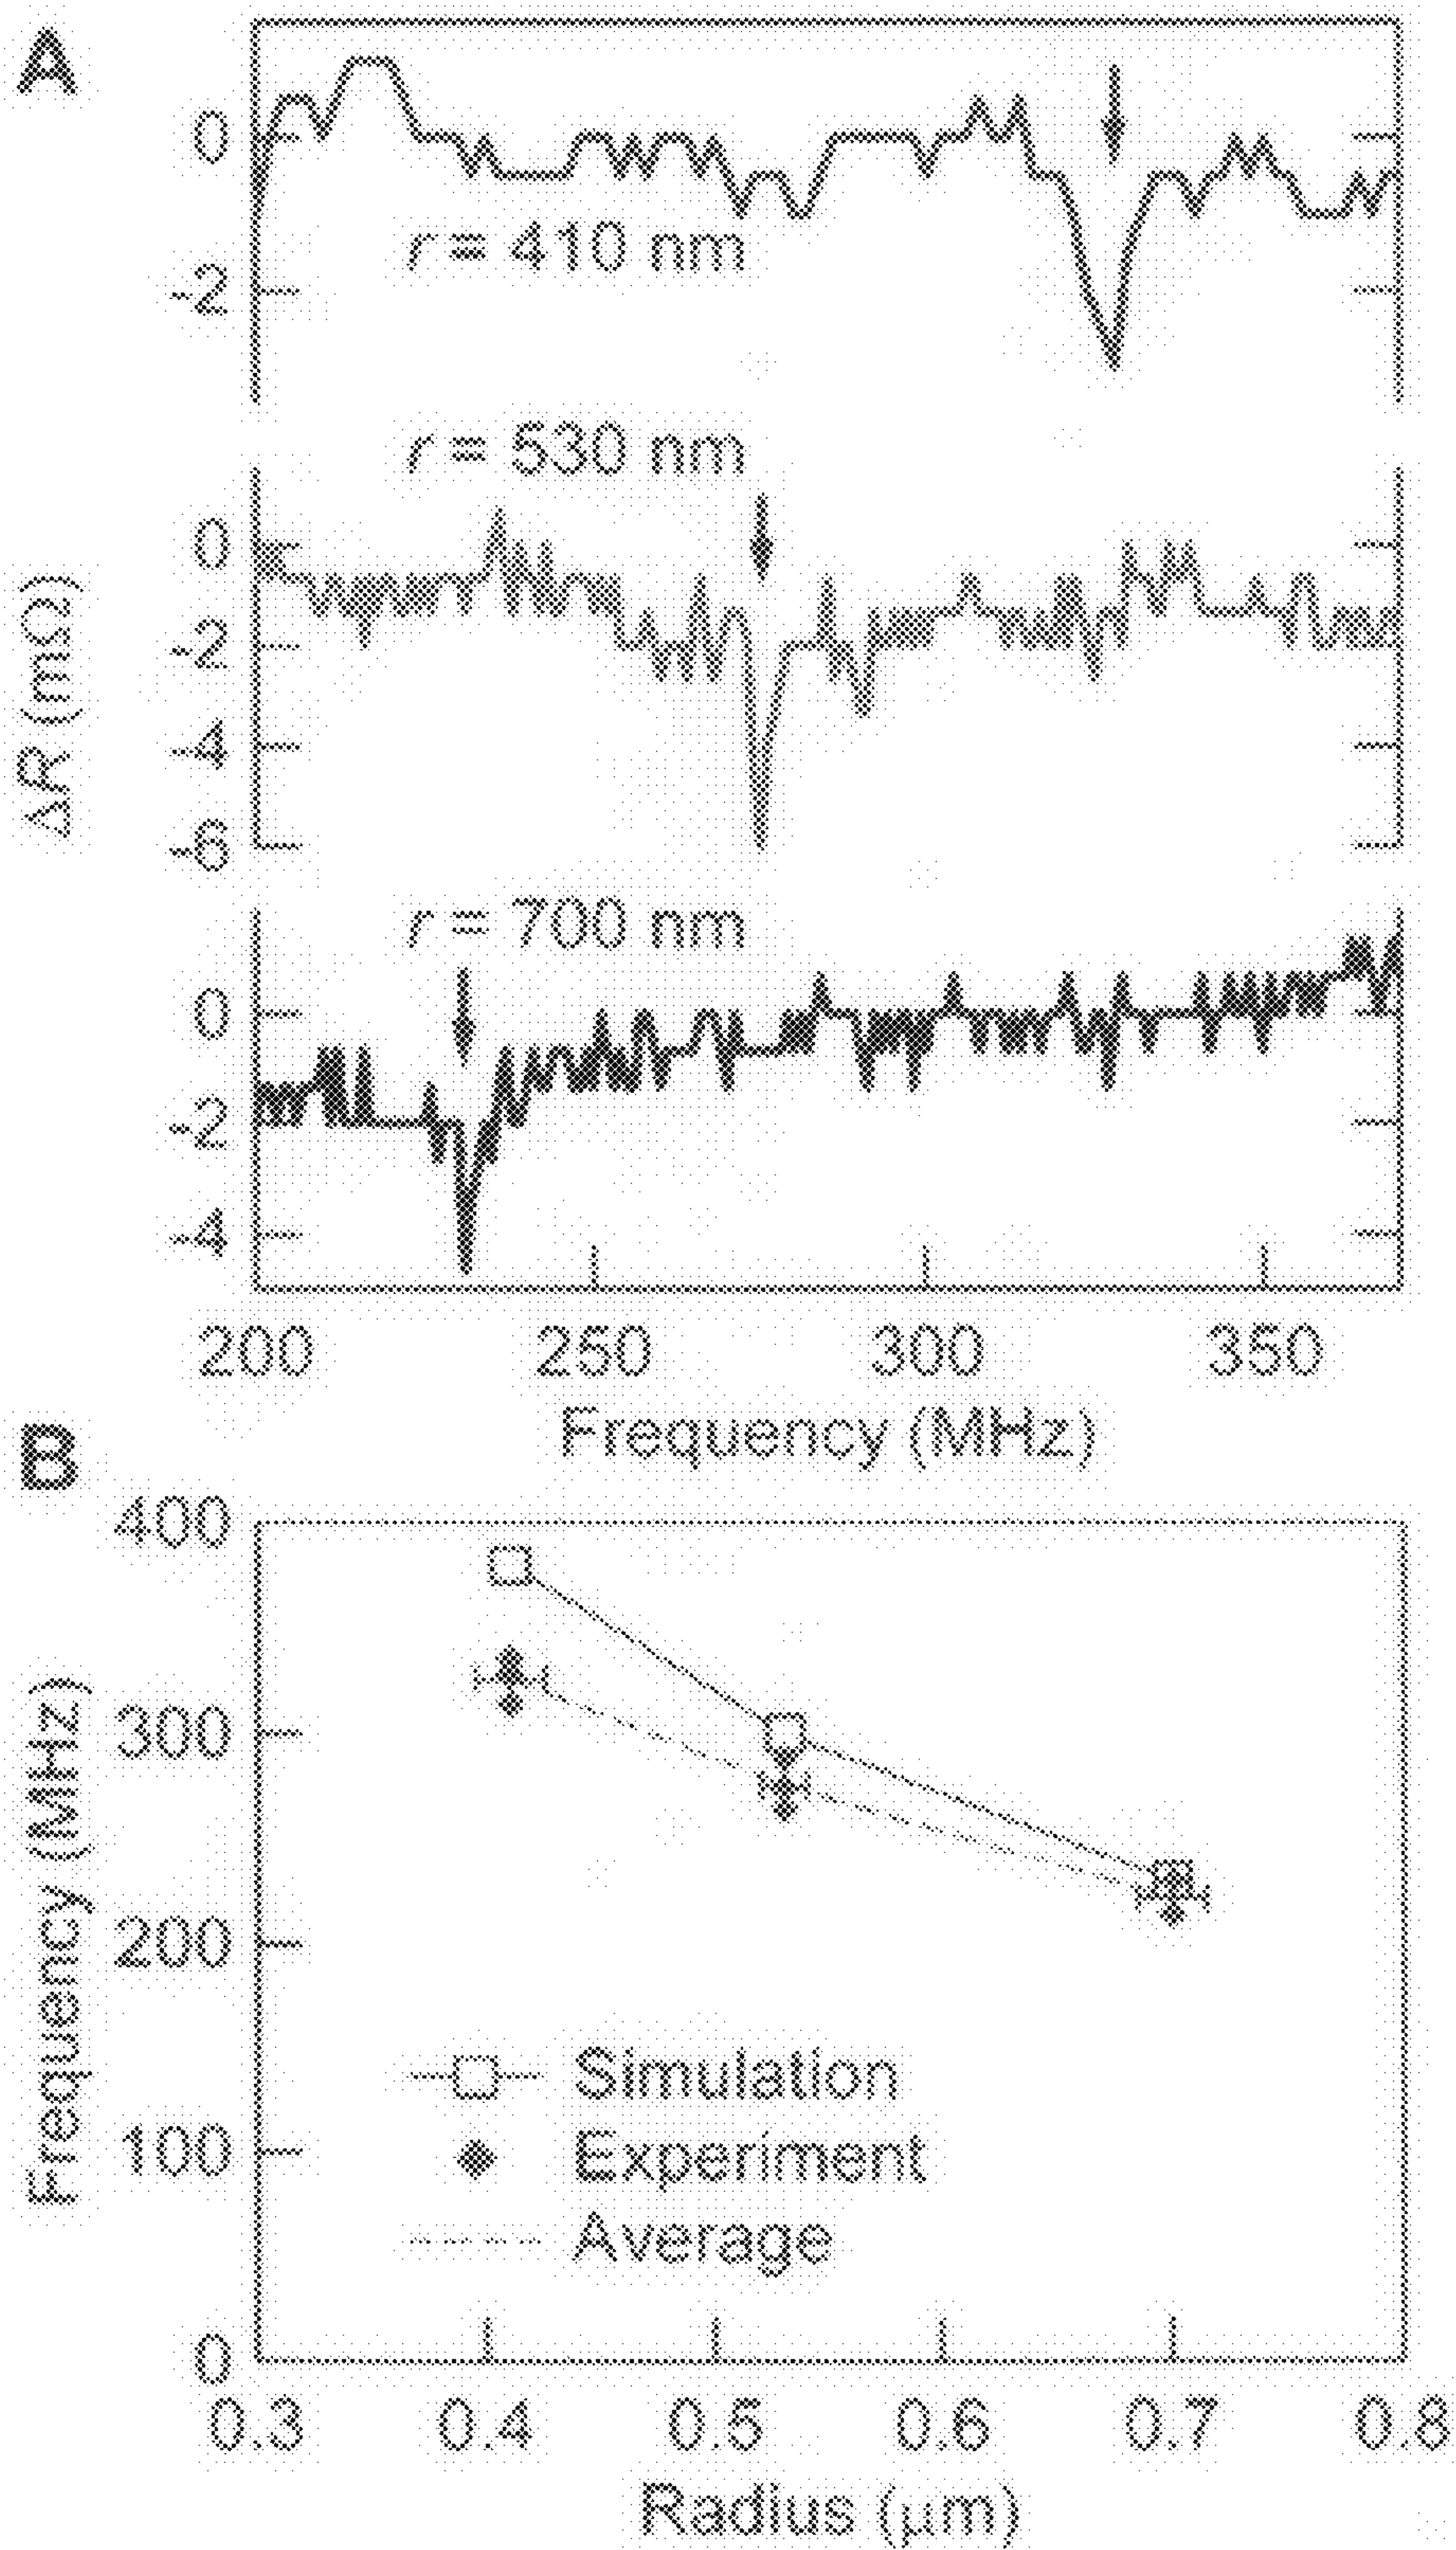 A
0
-2
r = 410 nm
r = 530 nm
0
-2
-4
-6
ΔR (mΩ)
r = 700 nm
0
-2
-4
200 250 300 350
Frequency (MHz)
B
400
300
200
100
0
Frequency (MHz)
Simulation
Experiment
Average
0.3 0.4 0.5 0.6 0.7 0.8
Radius (μm)